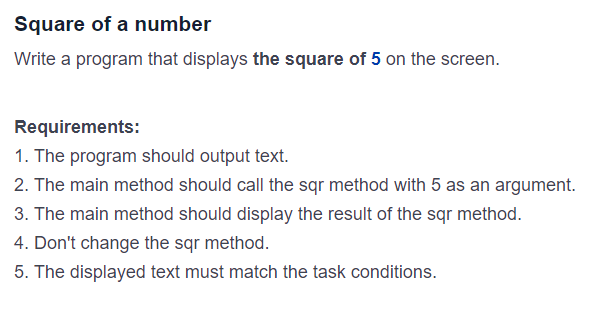 Square of a number
Write a program that displays the square of 5 on the screen.
Requirements:
1. The program should output text.
2. The main method should call the sqr method with 5 as an argument.
3. The main method should display the result of the sqr method.
4. Don't change the sqr method.
5. The displayed text must match the task conditions.